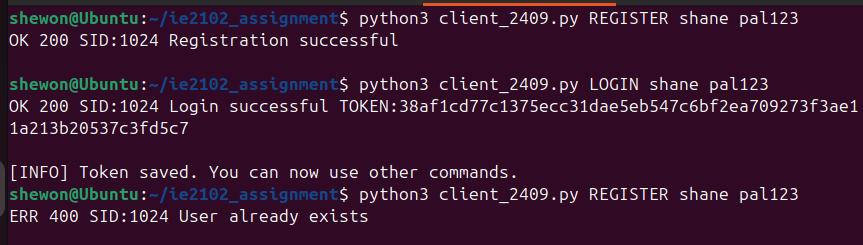 shewon@Ubuntu:~/ie2102_assignment$ python3 client_2409.py REGISTER shane pal123
OK 200 SID:1024 Registration successful
shewon@Ubuntu:~/ie2102_assignment$ python3 client_2409.py LOGIN shane pal123
OK 200 SID:1024 Login successful TOKEN:38af1cd77c1375ecc31dae5eb547c6bf2ea709273f3ae1
1a213b20537c3fd5c7
[INFO] Token saved. You can now use other commands.
shewon@Ubuntu:~/ie2102_assignment$ python3 client_2409.py REGISTER shane pal123
ERR 400 SID:1024 User already exists